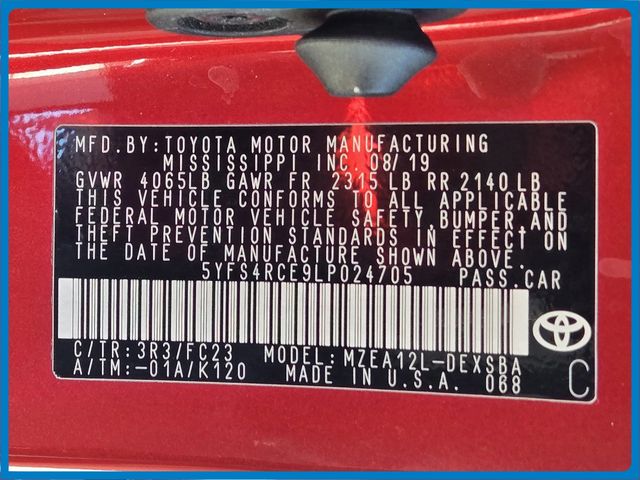 MFD.BY:TOYOTA MOTOR MANUFACTURING
MISSISSIPPI INC. 08/19
GVWR 4065LB GAWR FR 2315 LB RR 2140 LB
THIS VEHICLE CONFORMS TO ALL APPLICABLE
FEDERAL MOTOR VEHICLE SAFETY,BUMPER,AND
THEFT PREVENTION STANDARDS IN EFFECT ON
THE DATE OF MANUFACTURE SHOWN ABOVE.
5YFS4RCE9LP024705 PASS.CAR
C/TR:3R3/FC23 MODEL:MZEA12L-DEXSBA
A/TM:-01A/K120 MADE IN U.S.A. 068
C